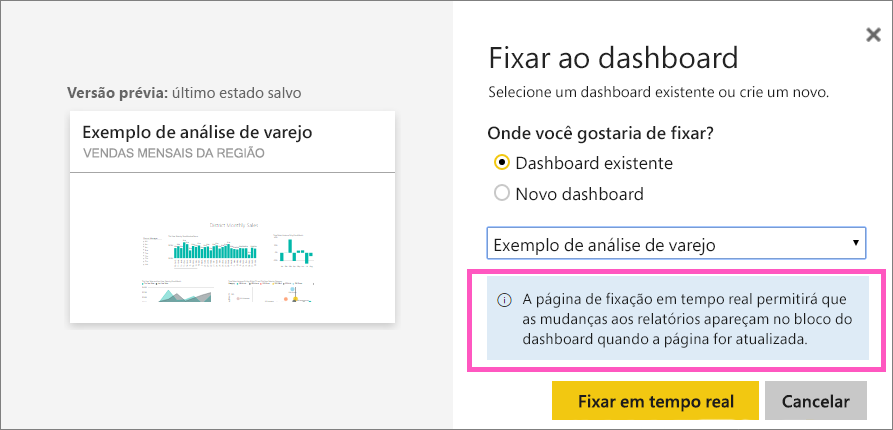 Fixar ao dashboard
Selecione um dashboard existente ou crie um novo.
Versão prévia: último estado salvo
Exemplo de análise de varejo
VENDAS MENSAIS DA REGIÃO
Onde você gostaria de fixar?
Dashboard existente
Novo dashboard
Exemplo de análise de varejo
A página de fixação em tempo real permitirá que
as mudanças aos relatórios apareçam no bloco do
dashboard quando a página for atualizada.
Fixar em tempo real
Cancelar